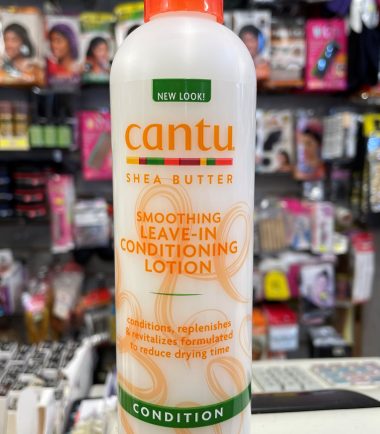 NEW LOOK!
cantu
SHEA BUTTER
SMOOTHING
LEAVE-IN
CONDITIONING
LOTION
conditions, replenishes
& revitalizes formulated
to reduce drying time
CONDITION